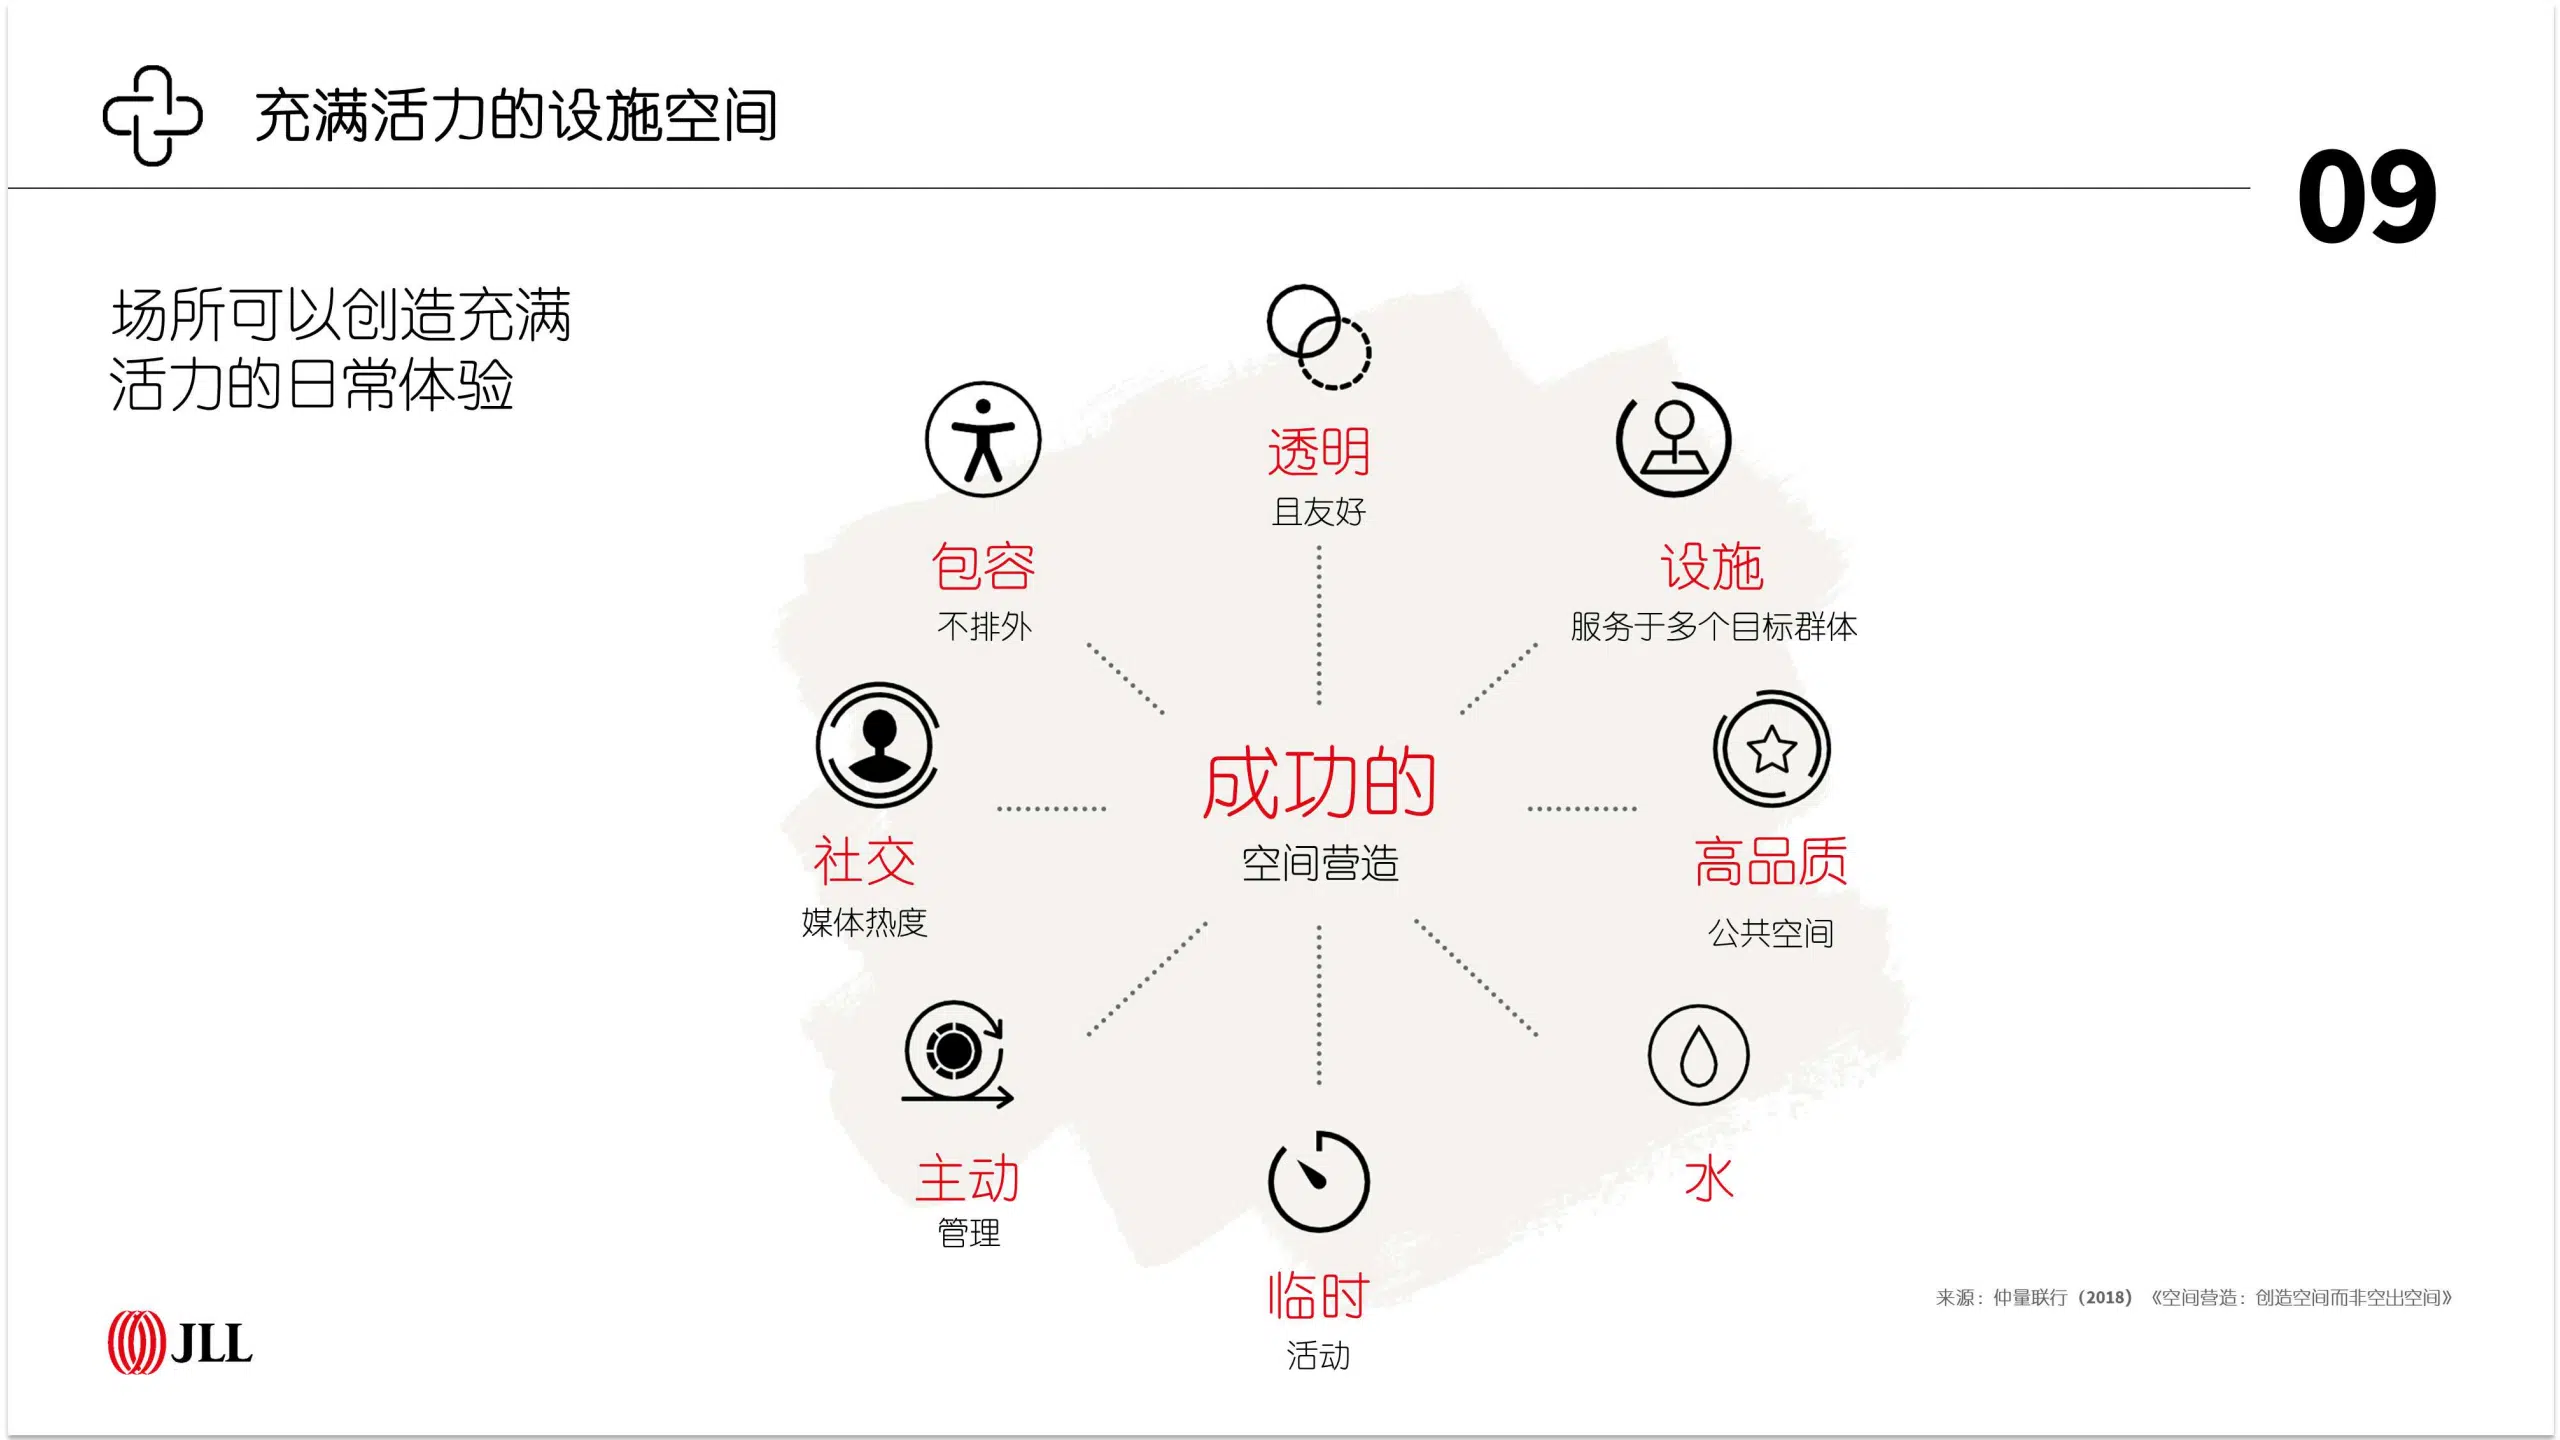 充满活力的设施空间
09
场所可以创造充满
活力的日常体验
透明
且友好
包容
不排外
设施
服务于多个目标群体
社交
媒体热度
成功的
空间营造
高品质
公共空间
主动
管理
水
临时
活动
来源：仲量联行（2018）《空间营造：创造空间而非空出空间》
JLL